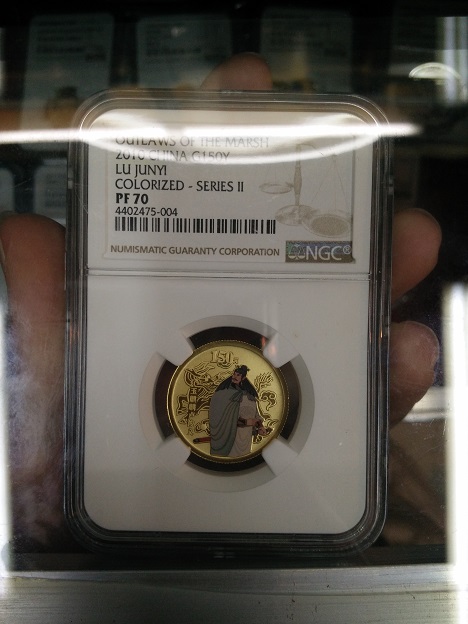 OUTLAWS OF THE MARSH
2010 CHINA G150Y
LU JUNYI
COLORIZED - SERIES II
PF 70
4402475-004
NUMISMATIC GUARANTY CORPORATION
NGC®
150